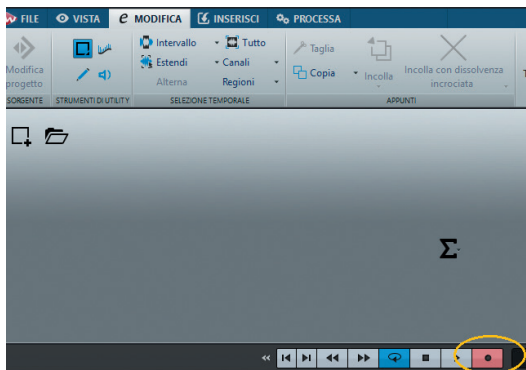 FILE VISTA MODIFICA INSERISCI PROCESSA
Intervallo Tutto Taglia
Modifica Estendi Canali Copia Incolla Incolla con dissolvenza
progetto Alterna Regioni incrociata
SORGENTE STRUMENTI DI UTILITY SELEZIONE TEMPORALE APPUNTI
Σ